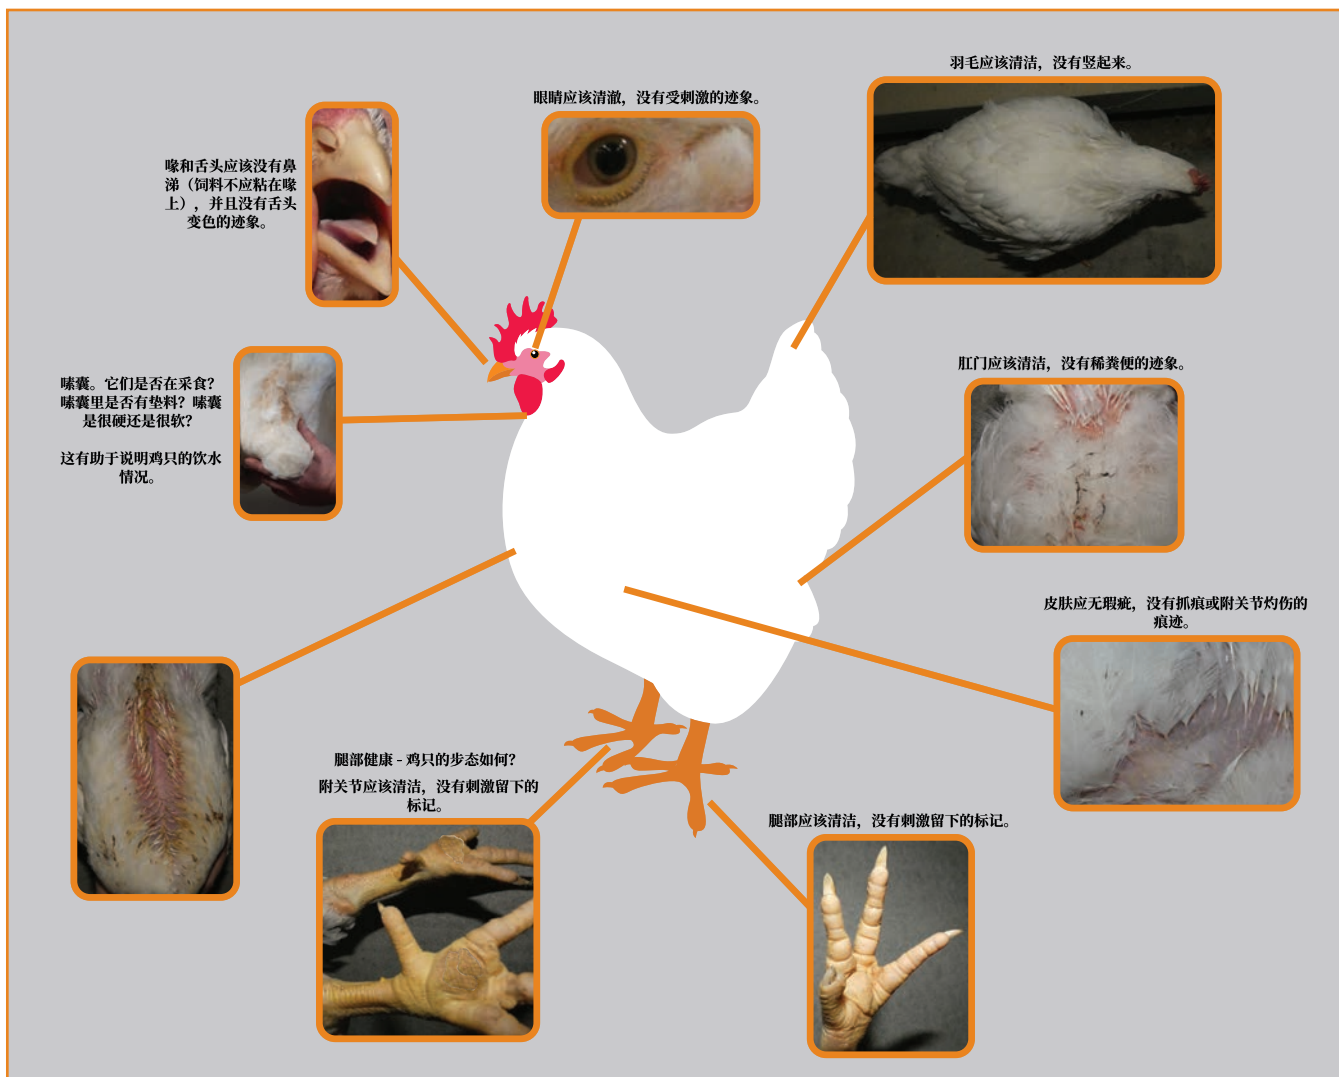 羽毛应该清洁，没有竖起来。
眼睛应该清澈，没有受刺激的迹象。
喙和舌头应该没有鼻
涕（饲料不应粘在喙
上），并且没有舌头
变色的迹象。
肛门应该清洁，没有稀粪便的迹象。
嗉囊。它们是否在采食？
嗉囊里是否有垫料？嗉囊
是很硬还是很软？
这有助于说明鸡只的饮水
情况。
皮肤应无瑕疵，没有抓痕或附关节灼伤的
痕迹。
腿部健康 - 鸡只的步态如何？
附关节应该清洁，没有刺激留下的
标记。
腿部应该清洁，没有刺激留下的标记。